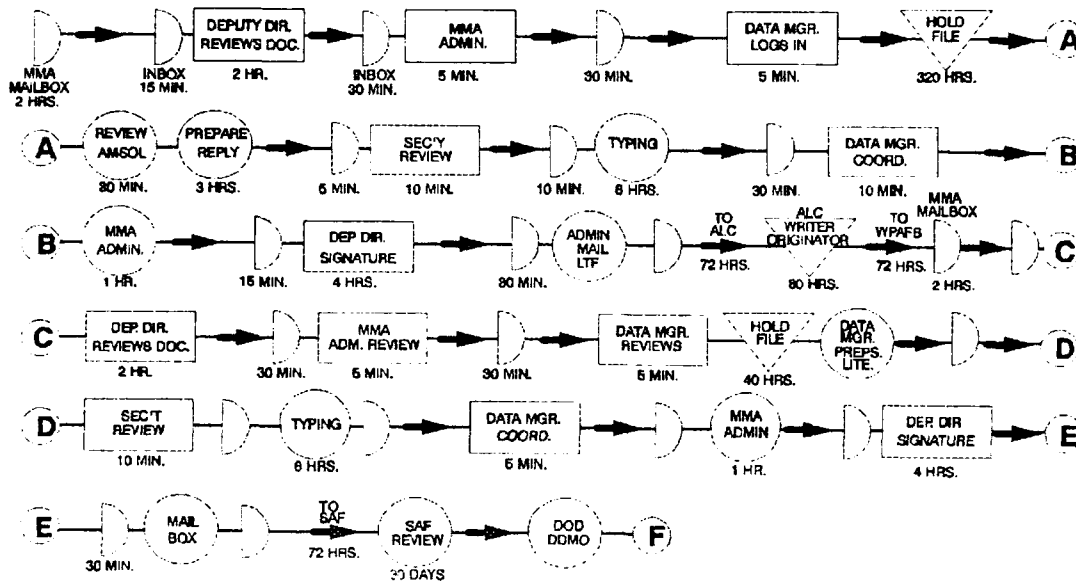 DEPUTY DIR.
REVIEWS DOC.
MMA
ADMIN.
DATA MGR.
LOGS IN
HOLD
FILE
A
MMA
MAILBOX
2 HRS.
INBOX
15 MIN.
2 HR.
INBOX
30 MIN.
5 MIN.
30 MIN.
5 MIN.
320 HRS.
A
REVIEW
AMSOL
PREPARE
REPLY
SEC'Y
REVIEW
TYPING
DATA MGR.
COORD.
B
80 MIN.
3 HRS.
5 MIN.
10 MIN.
10 MIN.
6 HRS.
30 MIN.
10 MIN.
B
MMA
ADMIN.
DEP DIR.
SIGNATURE
ADMIN
MAIL
LTF
TO
ALC
ALC
WRITER
ORIGINATOR
TO
WPAFB
MMA
MAILBOX
C
1 HR.
15 MIN.
4 HRS.
80 MIN.
72 HRS.
80 HRS.
72 HRS.
2 HRS.
C
DEP. DIR.
REVIEWS DOC.
MMA
ADM. REVIEW
DATA MGR.
REVIEWS
HOLD
FILE
DATA
MGR.
PREPS.
LITE.
D
2 HR.
30 MIN.
5 MIN.
30 MIN.
5 MIN.
40 HRS.
D
SEC'T
REVIEW
TYPING
DATA MGR.
COORD.
MMA
ADMIN
DEP. DIR
SIGNATURE
E
10 MIN.
6 HRS.
5 MIN.
1 HR.
4 HRS.
E
MAIL
BOX
TO
SAF
SAF
REVIEW
DOD
DDMO
F
30 MIN.
72 HRS.
30 DAYS